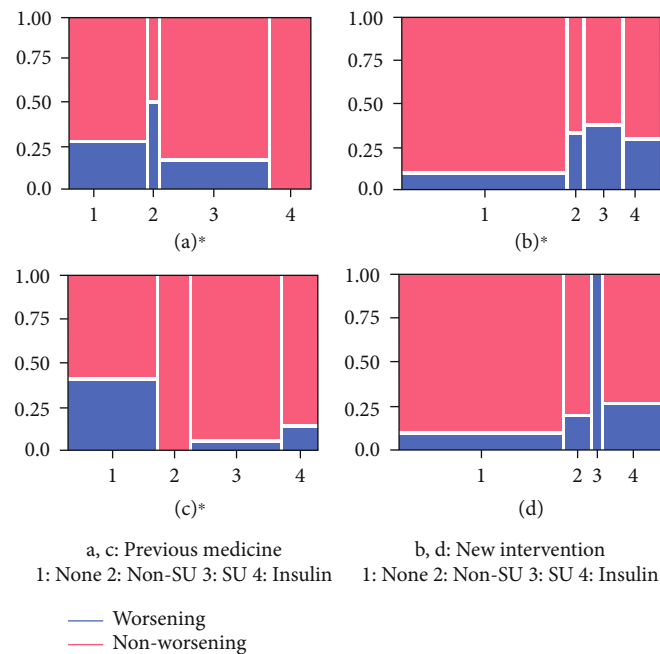 1.00
0.75
0.50
0.25
0.0
1 2 3 4
(a)*
1.00
0.75
0.50
0.25
0.0
1 2 3 4
(b)*
1.00
0.75
0.50
0.25
0.0
1 2 3 4
(c)*
1.00
0.75
0.50
0.25
0.0
1 2 3 4
(d)
a, c: Previous medicine
1: None 2: Non-SU 3: SU 4: Insulin
b, d: New intervention
1: None 2: Non-SU 3: SU 4: Insulin
Worsening
Non-worsening